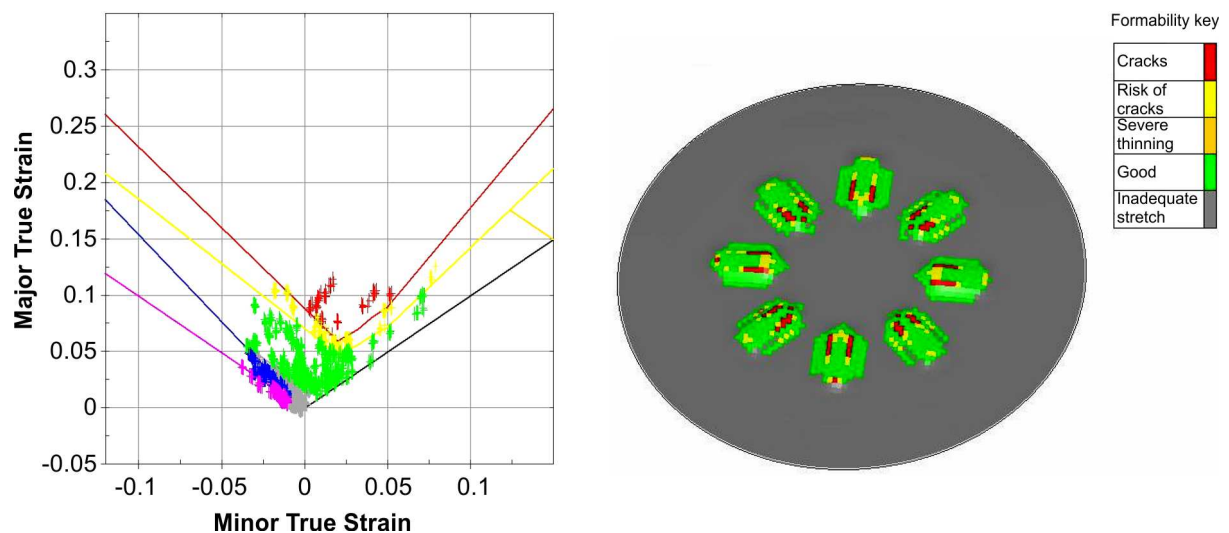 0.3
0.25
0.2
0.15
0.1
0.05
0
-0.05
Major True Strain
-0.1
-0.05
0
0.05
0.1
Minor True Strain
Formability key
Cracks
Risk of
cracks
Severe
thinning
Good
Inadequate
stretch